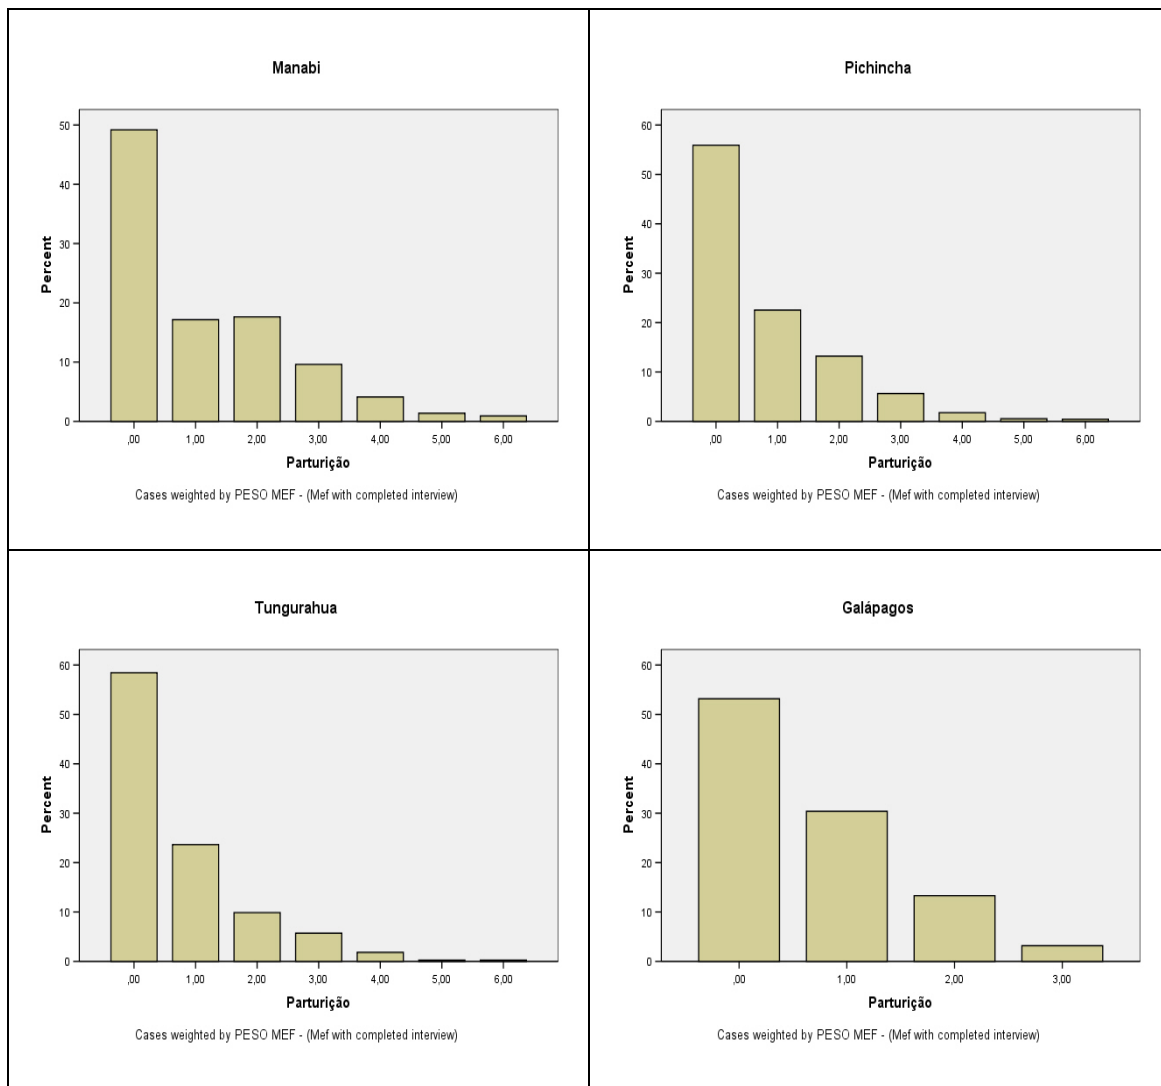 Manabi
Percent
50
40
30
20
10
0
,00 1,00 2,00 3,00 4,00 5,00 6,00
Parturição
Cases weighted by PESO MEF - (Mef with completed interview)
Pichincha
Percent
60
50
40
30
20
10
0
,00 1,00 2,00 3,00 4,00 5,00 6,00
Parturição
Cases weighted by PESO MEF - (Mef with completed interview)
Tungurahua
Percent
60
50
40
30
20
10
0
,00 1,00 2,00 3,00 4,00 5,00 6,00
Parturição
Cases weighted by PESO MEF - (Mef with completed interview)
Galápagos
Percent
60
50
40
30
20
10
0
,00 1,00 2,00 3,00
Parturição
Cases weighted by PESO MEF - (Mef with completed interview)